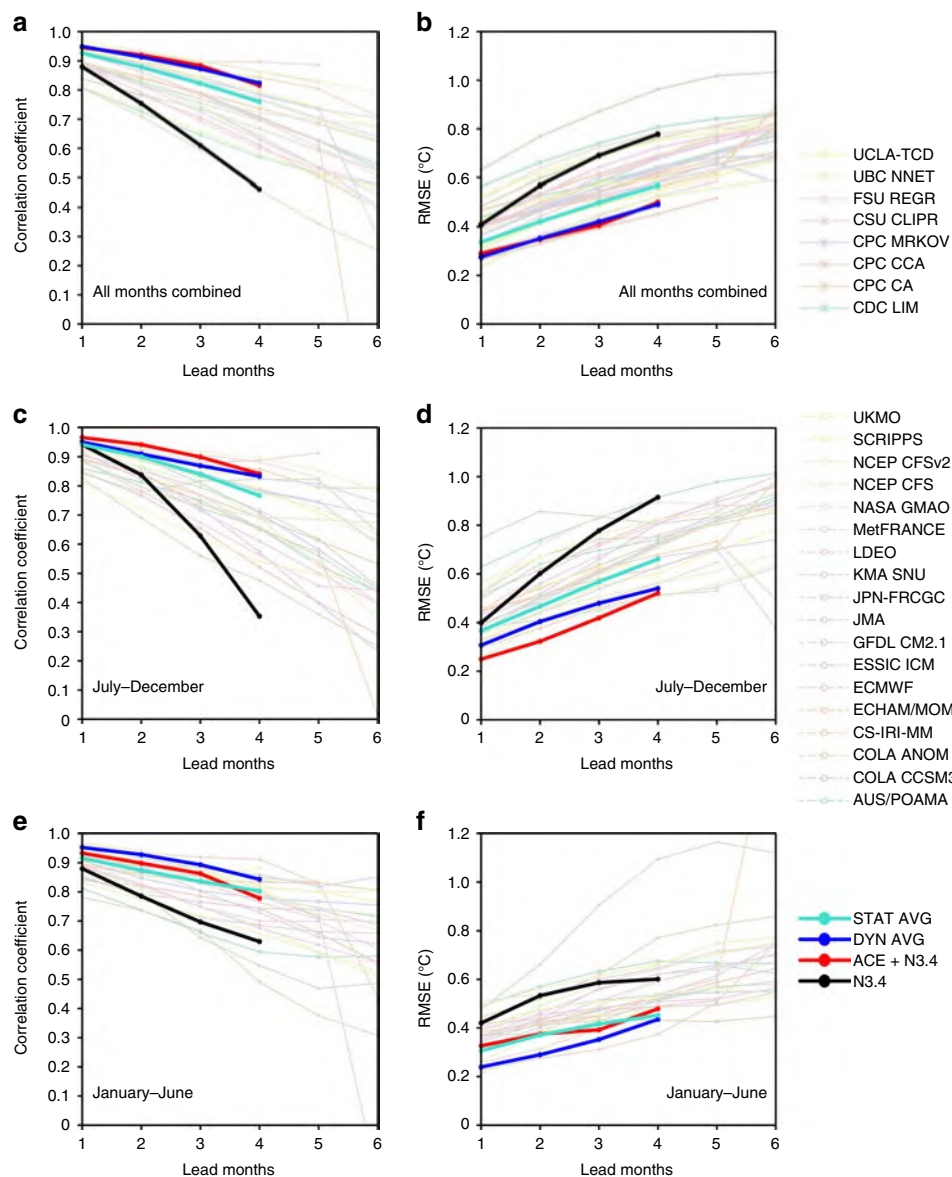 a
1.0
0.9
0.8
0.7
0.6
0.5
0.4
0.3
0.2
0.1
0
Correlation coefficient
All months combined
1 2 3 4 5 6
Lead months
b
1.2
1.0
0.8
0.6
0.4
0.2
0
RMSE (°C)
All months combined
1 2 3 4 5 6
Lead months
UCLA-TCD
UBC NNET
FSU REGR
CSU CLIPR
CPC MRKOV
CPC CCA
CPC CA
CDC LIM
c
1.0
0.9
0.8
0.7
0.6
0.5
0.4
0.3
0.2
0.1
0
Correlation coefficient
July–December
1 2 3 4 5 6
Lead months
d
1.2
1.0
0.8
0.6
0.4
0.2
0
RMSE (°C)
July–December
1 2 3 4 5 6
Lead months
UKMO
SCRIPPS
NCEP CFSv2
NCEP CFS
NASA GMAO
MetFRANCE
LDEO
KMA SNU
JPN-FRCGC
JMA
GFDL CM2.1
ESSIC ICM
ECMWF
ECHAM/MOM
CS-IRI-MM
COLA ANOM
COLA CCSM3
AUS/POAMA
e
1.0
0.9
0.8
0.7
0.6
0.5
0.4
0.3
0.2
0.1
0
Correlation coefficient
January–June
1 2 3 4 5 6
Lead months
f
1.2
1.0
0.8
0.6
0.4
0.2
0
RMSE (°C)
January–June
1 2 3 4 5 6
Lead months
STAT AVG
DYN AVG
ACE + N3.4
N3.4